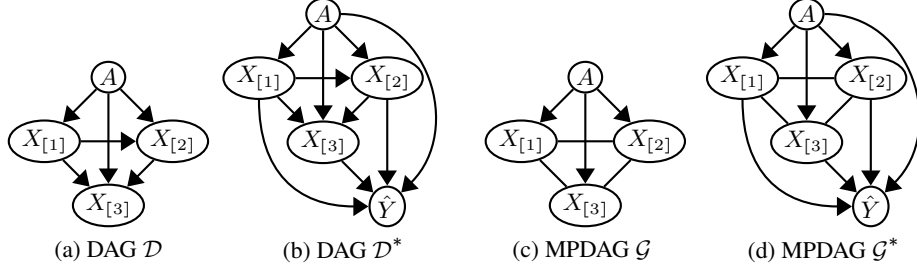 A
X[1]
X[2]
X[3]
(a) DAG 𝒟
A
X[1]
X[2]
X[3]
Ŷ
(b) DAG 𝒟*
A
X[1]
X[2]
X[3]
(c) MPDAG 𝒢
A
X[1]
X[2]
X[3]
Ŷ
(d) MPDAG 𝒢*